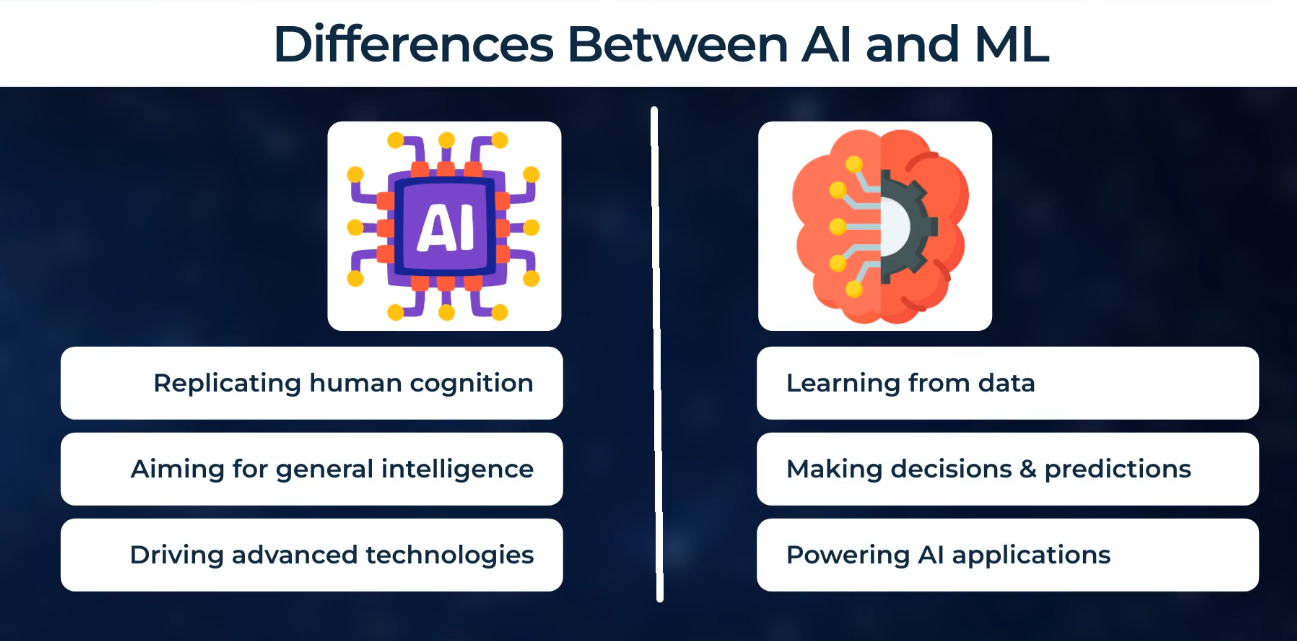 Differences Between AI and ML
AI
Replicating human cognition
Aiming for general intelligence
Driving advanced technologies
Learning from data
Making decisions & predictions
Powering AI applications